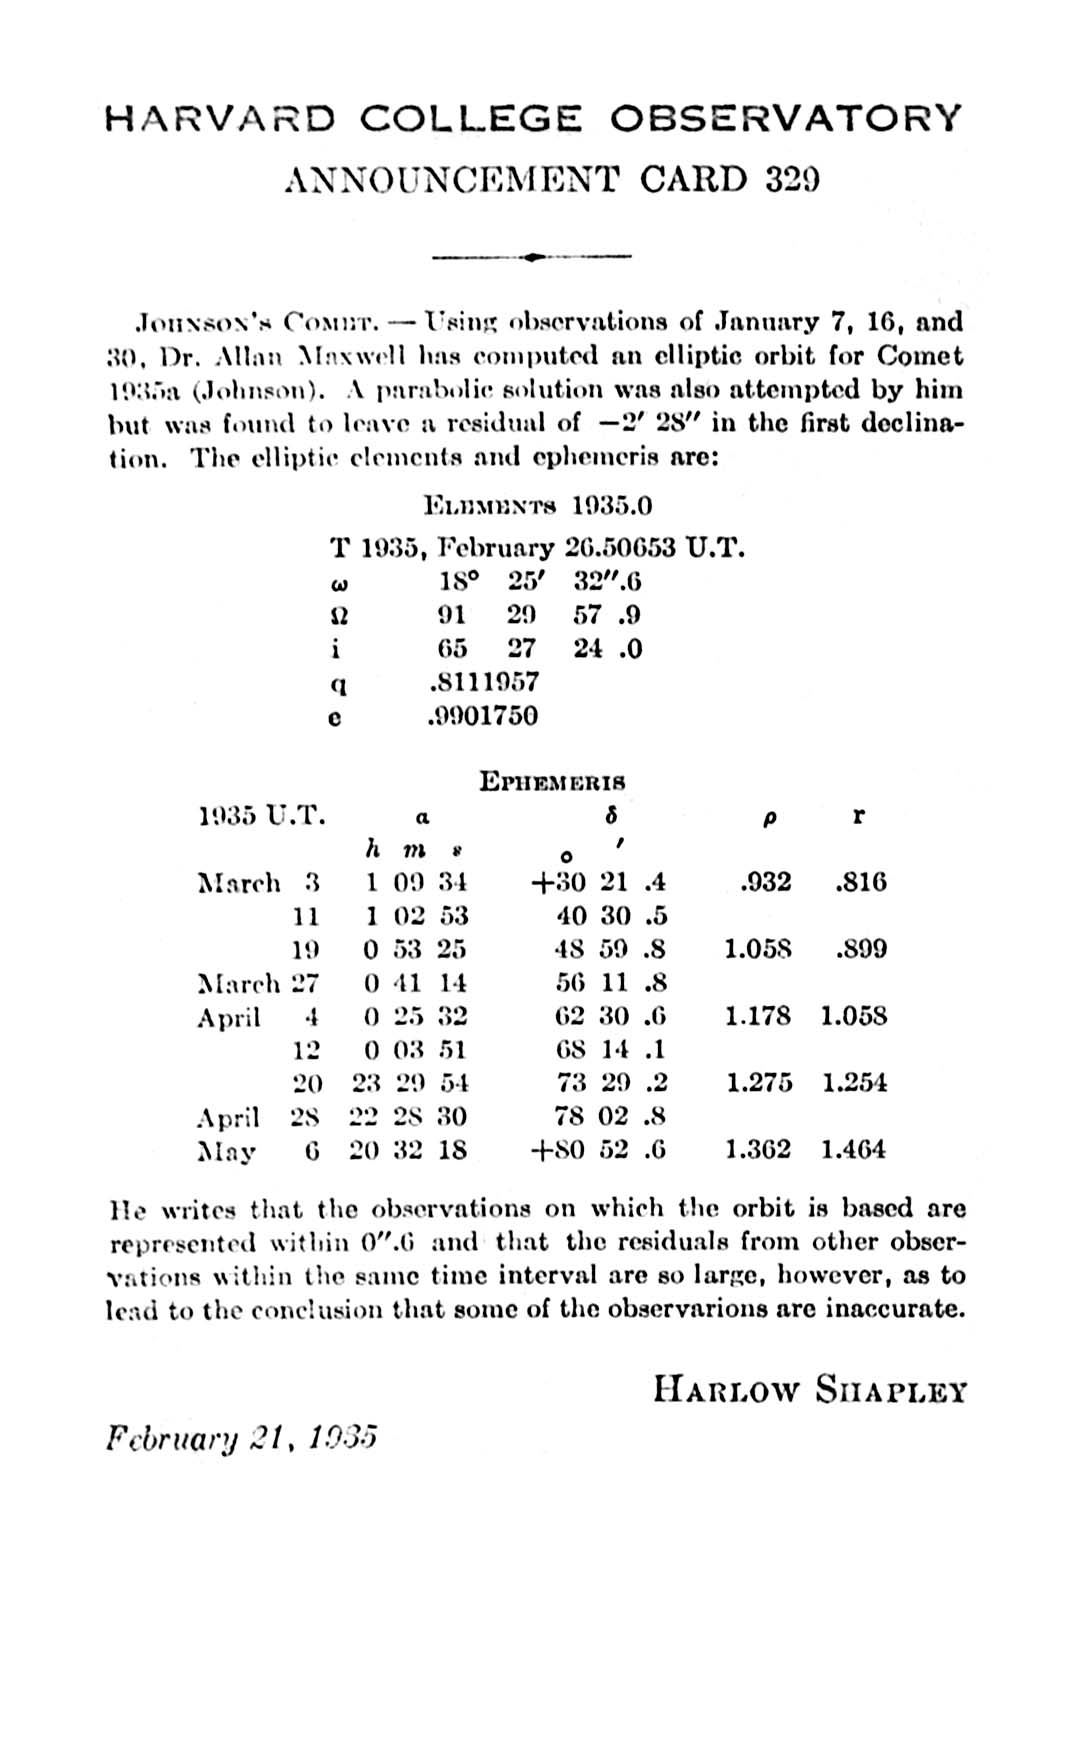 HARVARD COLLEGE OBSERVATORY
ANNOUNCEMENT CARD 329
Johnson's Comet. — Using observations of January 7, 16, and
30, Dr. Allan Maxwell has computed an elliptic orbit for Comet
1935a (Johnson). A parabolic solution was also attempted by him
but was found to leave a residual of −2′ 28″ in the first declina-
tion. The elliptic elements and ephemeris are:
Elements 1935.0
T 1935, February 26.50653 U.T.
ω 18° 25′ 32″.6
Ω 91 29 57 .9
i 65 27 24 .0
q .8111957
e .9901750
Ephemeris
1935 U.T. α δ ρ r
h m s o ′
March 3 1 09 34 +30 21 .4 .932 .816
11 1 02 53 40 30 .5
19 0 53 25 48 59 .8 1.058 .899
March 27 0 41 14 56 11 .8
April 4 0 25 32 62 30 .6 1.178 1.058
12 0 03 51 68 14 .1
20 23 29 54 73 29 .2 1.275 1.254
April 28 22 28 30 78 02 .8
May 6 20 32 18 +80 52 .6 1.362 1.464
He writes that the observations on which the orbit is based are
represented within 0″.6 and that the residuals from other obser-
vations within the same time interval are so large, however, as to
lead to the conclusion that some of the observarions are inaccurate.
Harlow Shapley
February 21, 1935